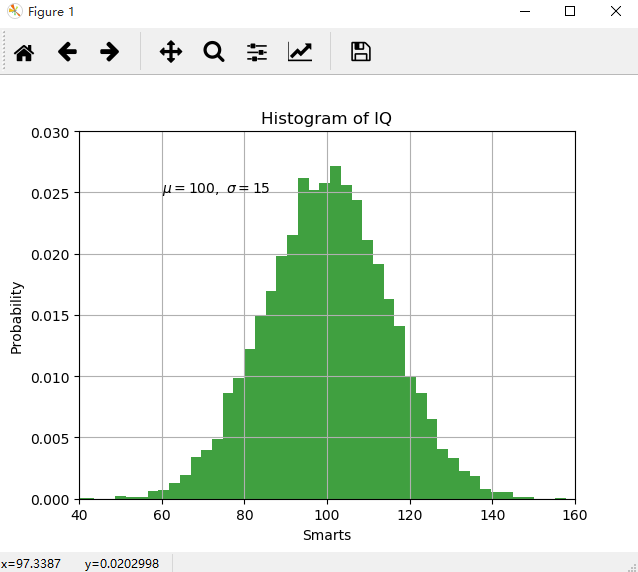 Figure 1
Histogram of IQ
0.030
μ = 100, σ = 15
0.025
0.020
0.015
0.010
0.005
0.000
Probability
40 60 80 100 120 140 160
Smarts
x=97.3387 y=0.0202998